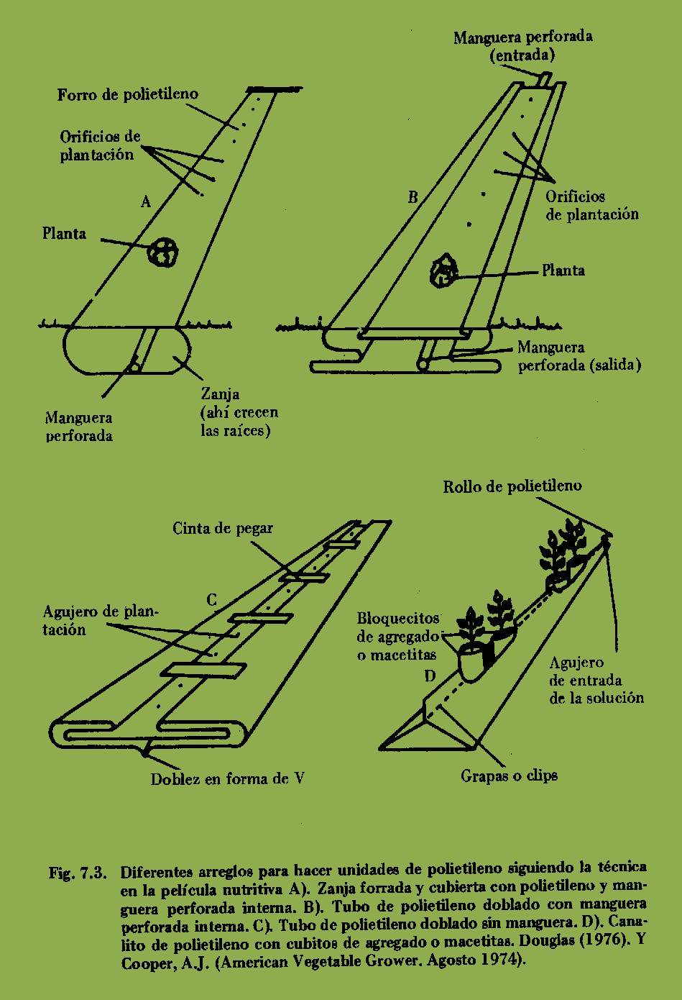 Manguera perforada
(entrada)
Forro de polietileno
Orificios de
plantación
A
Planta
B
Orificios
de plantación
Planta
Manguera
perforada (salida)
Zanja
(ahí crecen
las raíces)
Manguera
perforada
Rollo de polietileno
Cinta de pegar
C
Agujero de plan-
tación
Bloquecitos
de agregado
o macetitas
D
Agujero
de entrada
de la solución
Doblez en forma de V
Grapas o clips
Fig. 7.3. Diferentes arreglos para hacer unidades de polietileno siguiendo la técnica
en la película nutritiva A). Zanja forrada y cubierta con polietileno y man-
guera perforada interna. B). Tubo de polietileno doblado con manguera
perforada interna. C). Tubo de polietileno doblado sin manguera. D). Cana-
lito de polietileno con cubitos de agregado o macetitas. Douglas (1976). Y
Cooper, A.J. (American Vegetable Grower. Agosto 1974).